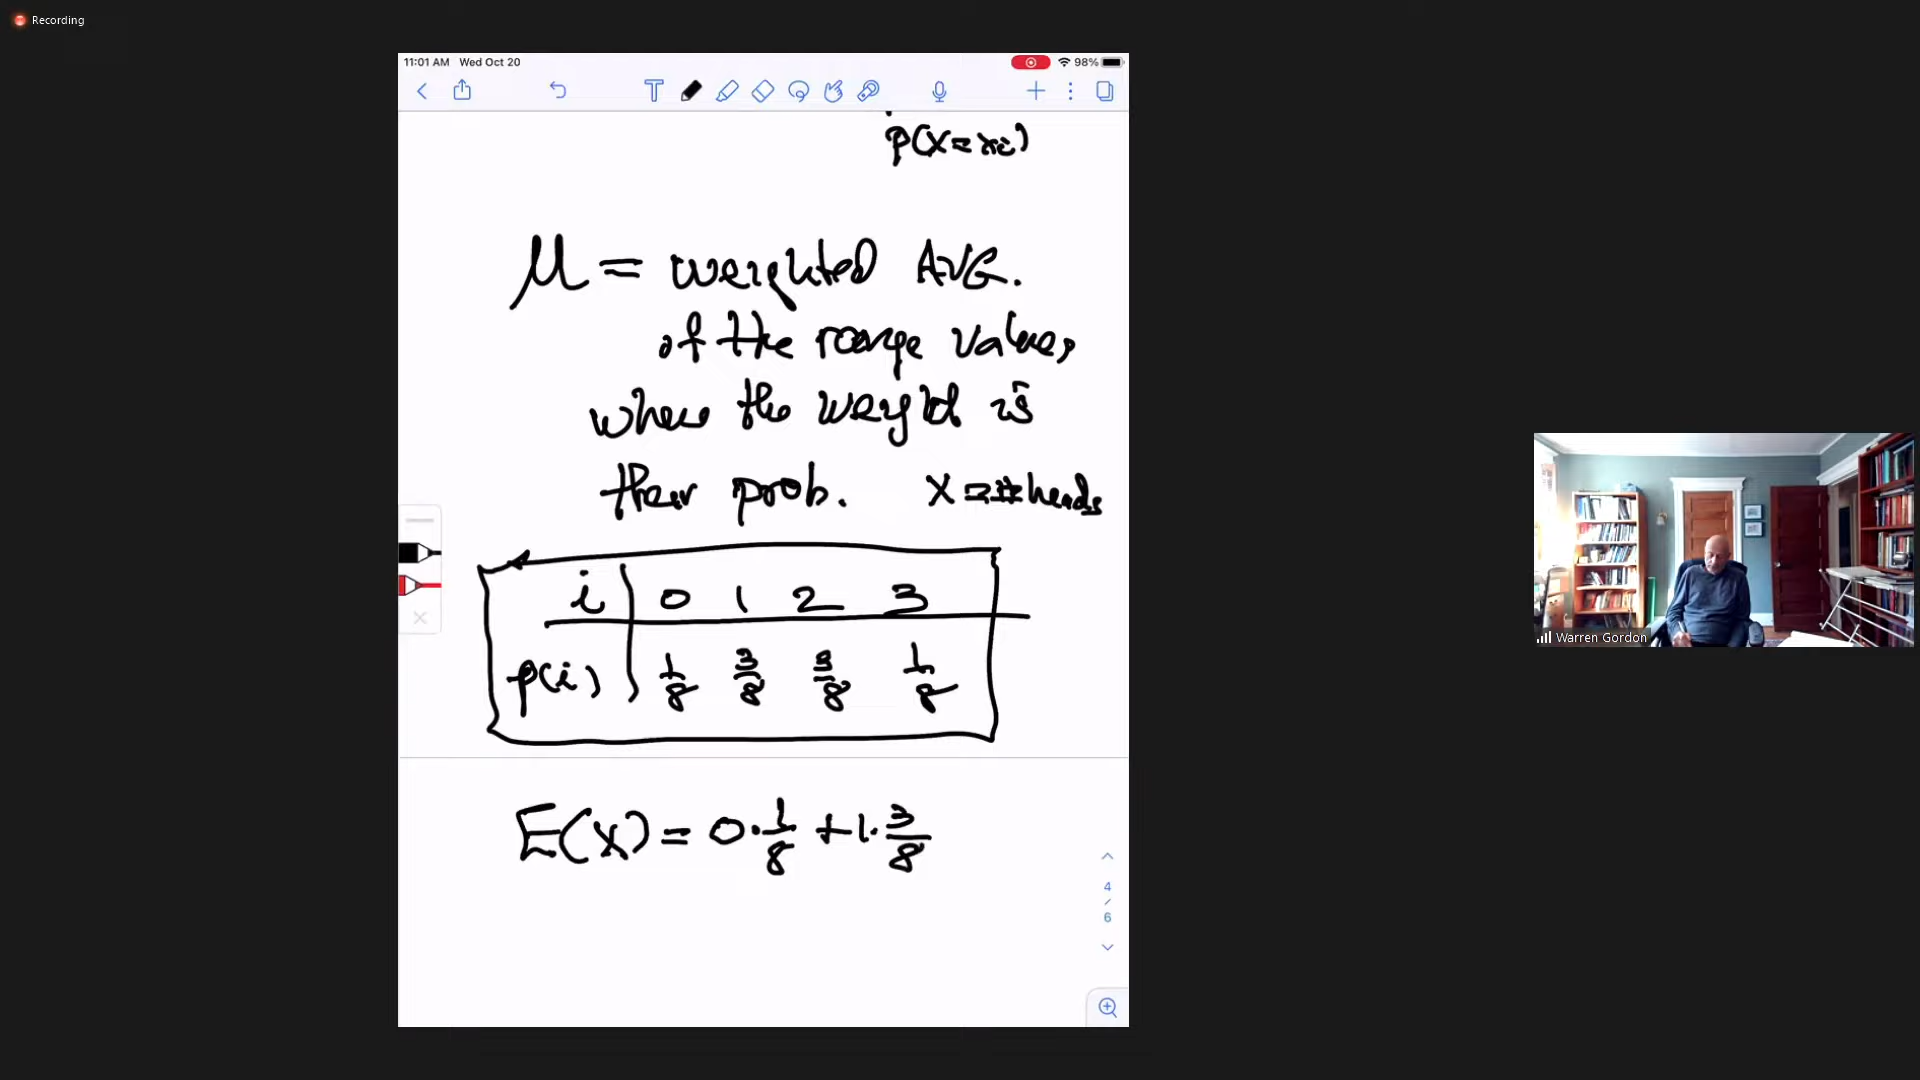 Recording
11:01 AM Wed Oct 20
98%
T
p(X=xi)
μ = weighted AVG.
of the range values
where the weight is
their prob. X = # heads
i 0 1 2 3
p(i) 1/8 3/8 3/8 1/8
E(X) = 0·1/8 + 1·3/8
4
/
6
Warren Gordon